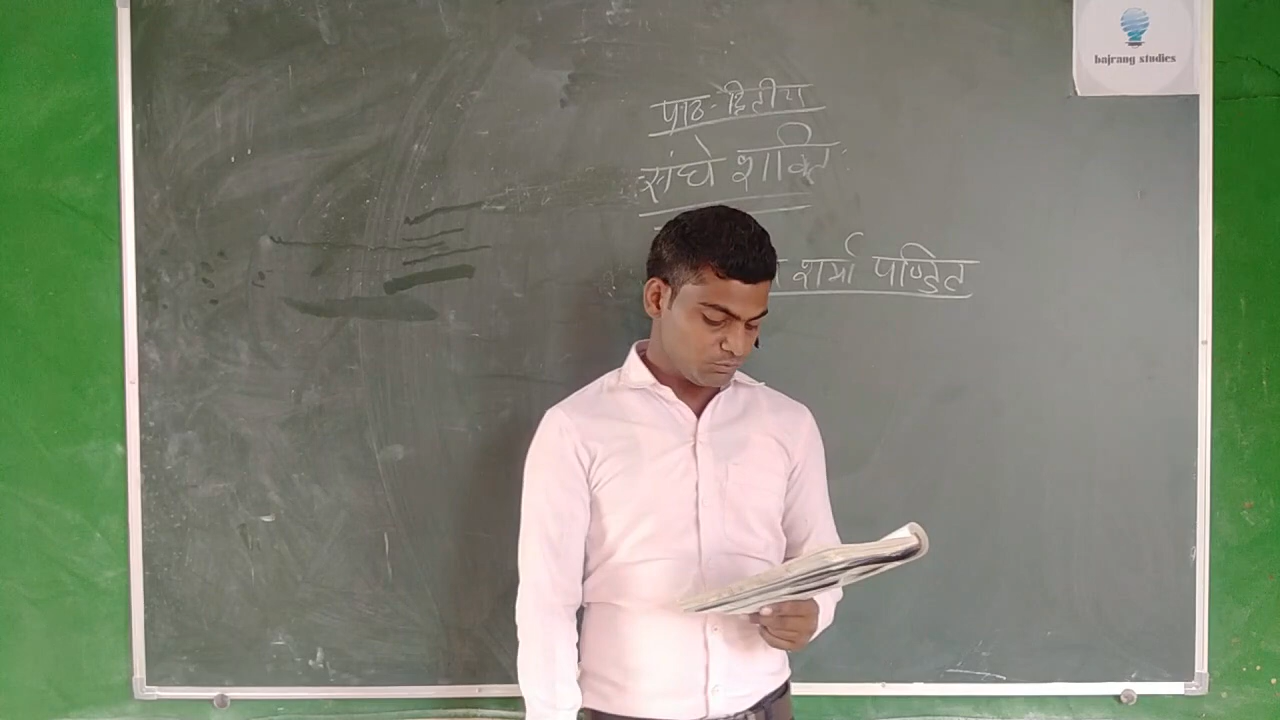 bajrang studies
पाठ-द्वितीय
संघे शक्तिः
शर्मा पण्डित